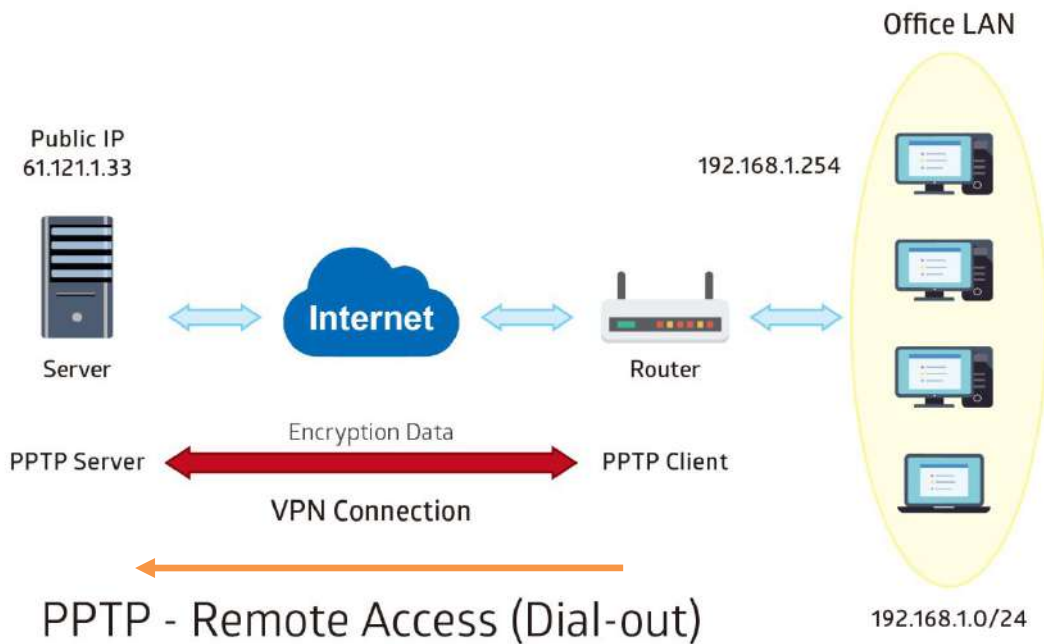 Office LAN
Public IP
61.121.1.33
192.168.1.254
Internet
Server
Router
Encryption Data
PPTP Server
PPTP Client
VPN Connection
PPTP - Remote Access (Dial-out)
192.168.1.0/24